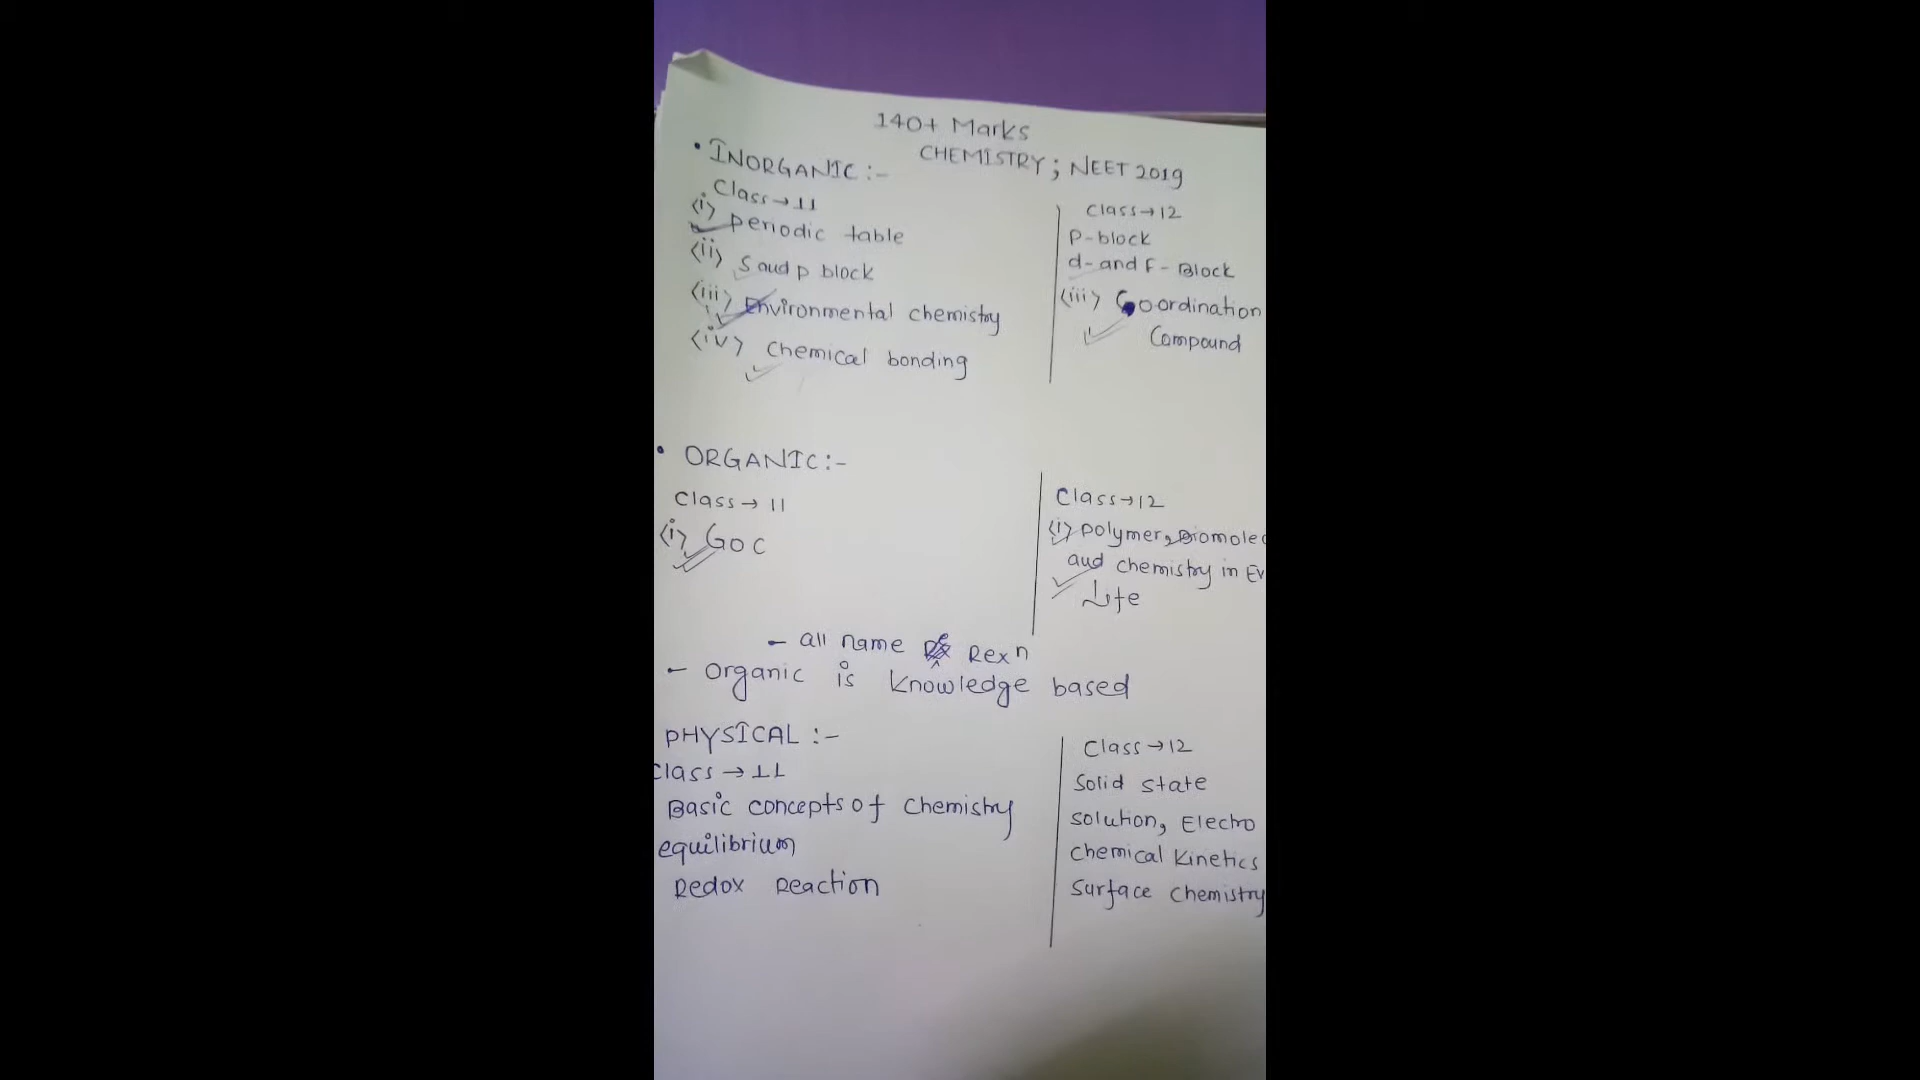 140+ Marks
CHEMISTRY ; NEET 2019
• INORGANIC :-
Class → 11
(i) periodic table
(ii) S and p block
(iii) Environmental chemistry
(iv) Chemical bonding
Class → 12
P-block
d- and F- Block
(iii) Coordination
Compound
• ORGANIC :-
Class → 11
(i) GOC
Class → 12
(i) polymer, Biomolec
and chemistry in Ev
Life
- all name Rexn
- Organic is knowledge based
PHYSICAL :-
Class → 11
Basic concepts of Chemistry
equilibrium
Redox Reaction
Class → 12
Solid state
solution, Electro
Chemical Kinetics
Surface Chemistry